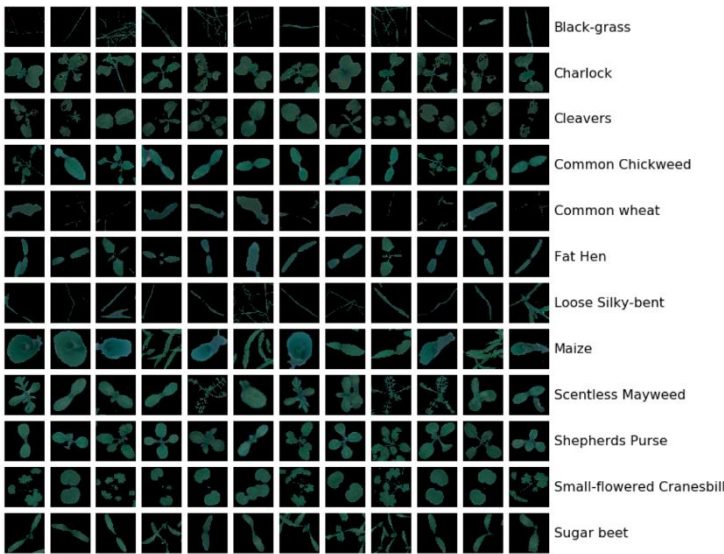 Black-grass
Charlock
Cleavers
Common Chickweed
Common wheat
Fat Hen
Loose Silky-bent
Maize
Scentless Mayweed
Shepherds Purse
Small-flowered Cranesbill
Sugar beet